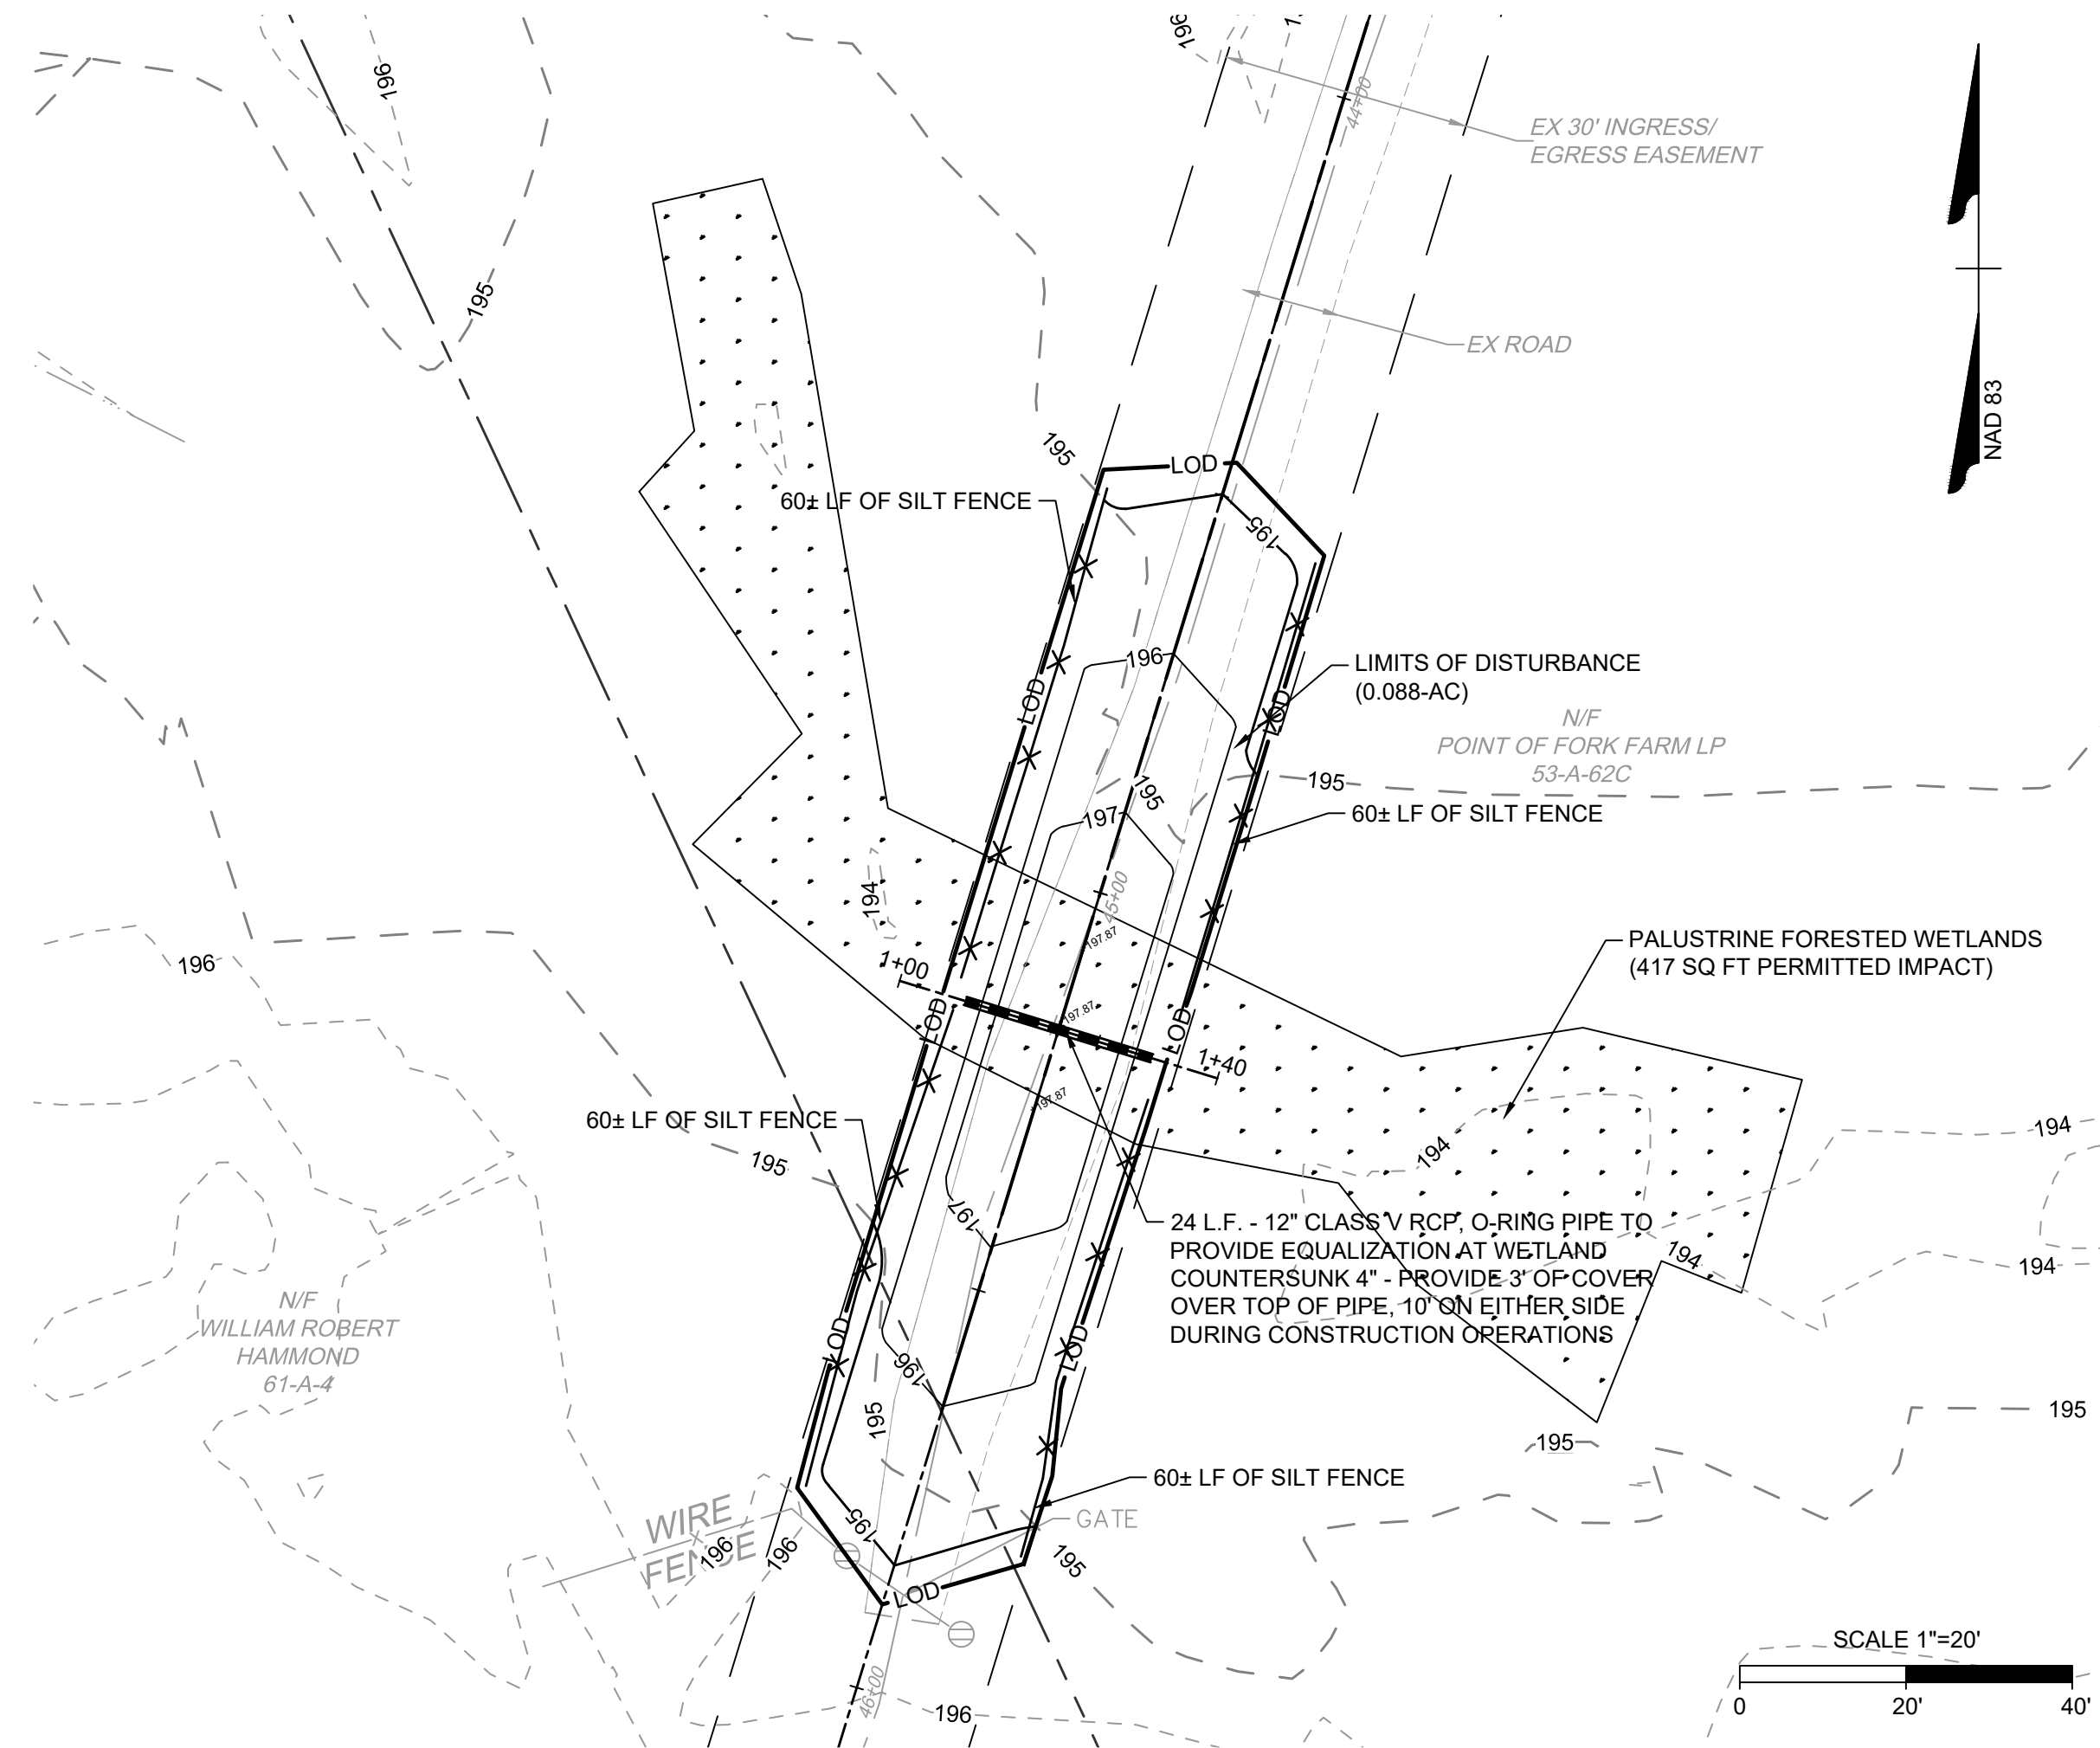 196
196
1
44+00
EX 30' INGRESS/
EGRESS EASEMENT
195
EX ROAD
NAD 83
195
LOD
60± LF OF SILT FENCE
195
196
LIMITS OF DISTURBANCE
(0.088-AC)
LOD
LOD
N/F
POINT OF FORK FARM LP
53-A-62C
195
195
60± LF OF SILT FENCE
197
194
45+00
197.87
PALUSTRINE FORESTED WETLANDS
(417 SQ FT PERMITTED IMPACT)
196
1+00
197.87
LOD
LOD
1+40
197.87
60± LF OF SILT FENCE
195
194
194
197
24 L.F. - 12" CLASS V RCP, O-RING PIPE TO
PROVIDE EQUALIZATION AT WETLAND
COUNTERSUNK 4" - PROVIDE 3' OF COVER
OVER TOP OF PIPE, 10' ON EITHER SIDE
DURING CONSTRUCTION OPERATIONS
194
194
N/F
WILLIAM ROBERT
HAMMOND
61-A-4
LOD
LOD
196
195
195
195
60± LF OF SILT FENCE
WIRE
FENCE
195
GATE
196
196
195
LOD
46+00
196
SCALE 1"=20'
0
20'
40'